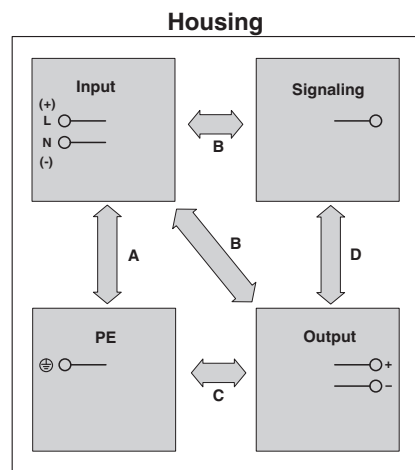 Housing
Input
(+)
L
N
(-)
Signaling
B
A
B
D
PE
Output
+
−
C